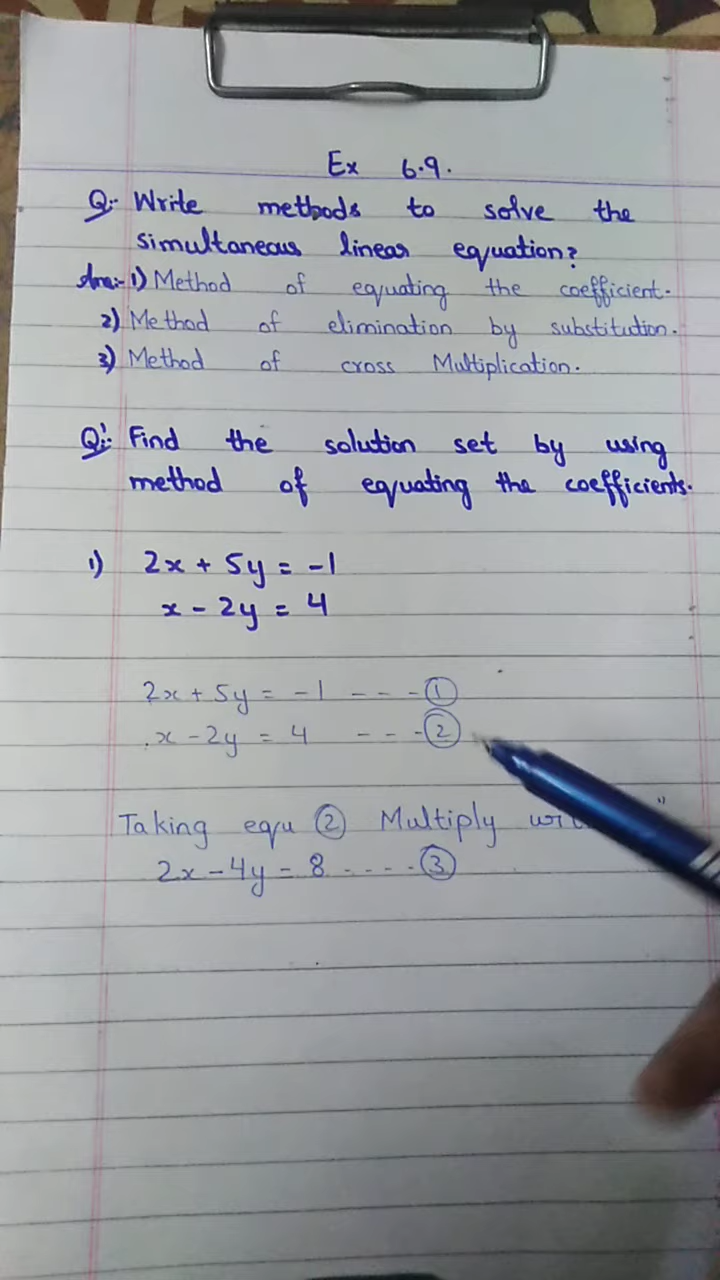 Ex 6.9.
Q:- Write methods to solve the
simultaneous linear equation?
Ans:- 1) Method of equating the coefficient.
2) Method of elimination by substitution.
3) Method of cross Multiplication.
Q:- Find the solution set by using
method of equating the coefficients.
1) 2x + 5y = -1
x - 2y = 4
2x + 5y = -1 - - - ①
x - 2y = 4 - - - ②
Taking equ ② Multiply
2x - 4y = 8 - - - - ③